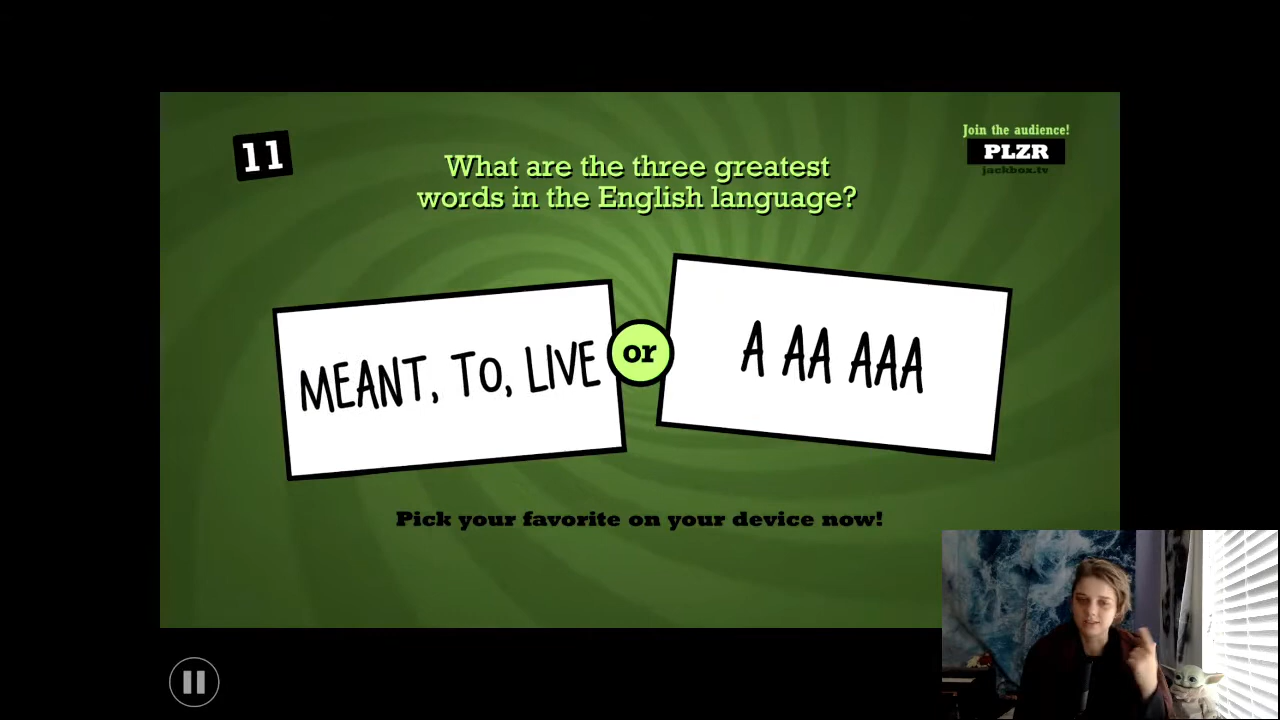 11
Join the audience!
PLZR
jackbox.tv
What are the three greatest
words in the English language?
MEANT, TO, LIVE
or
A AA AAA
Pick your favorite on your device now!